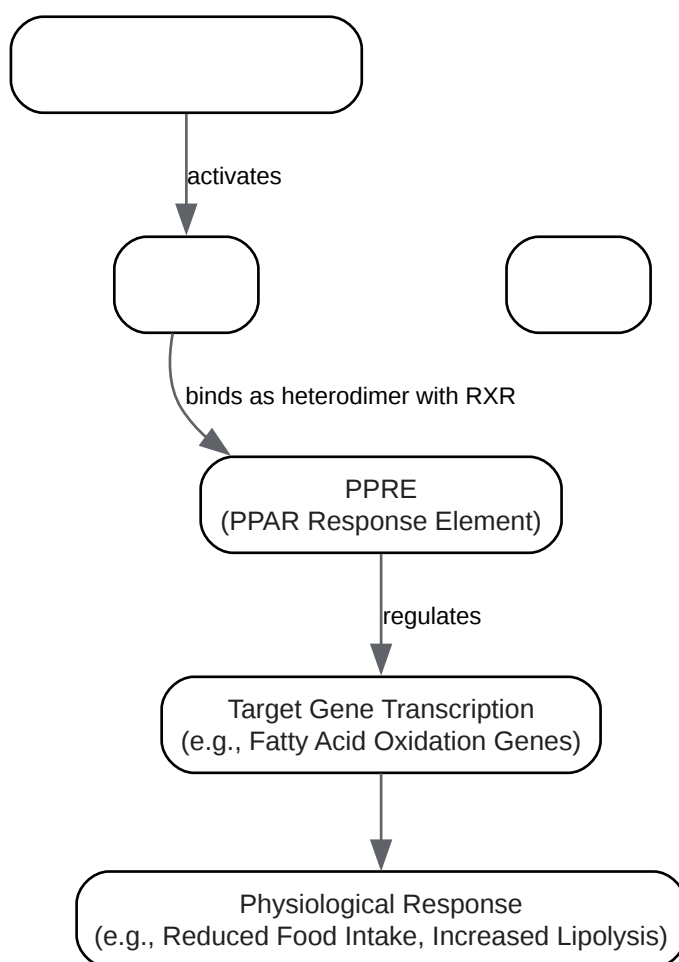 activates
binds as heterodimer with RXR
PPRE
(PPAR Response Element)
regulates
Target Gene Transcription
(e.g., Fatty Acid Oxidation Genes)
Physiological Response
(e.g., Reduced Food Intake, Increased Lipolysis)